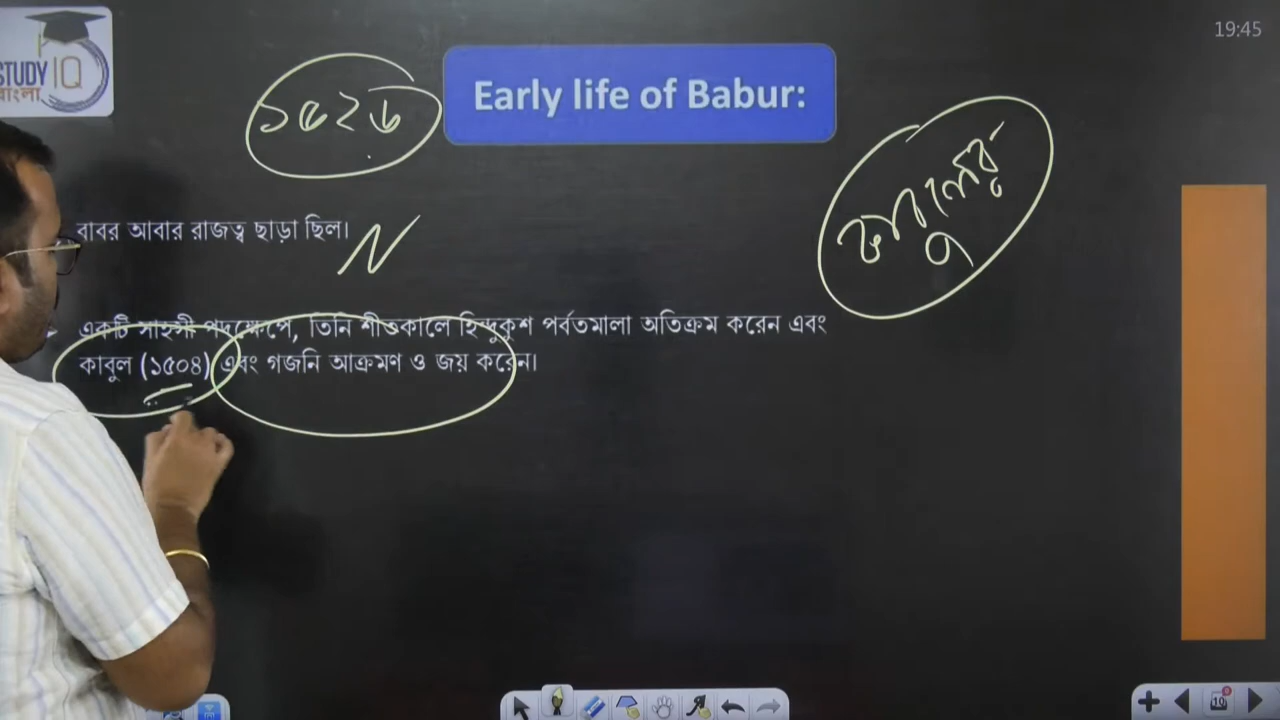 19:45
STUDY IQ
বাংলা
১৫২৬
Early life of Babur:
বাবর আবার রাজত্ব ছাড়া ছিল।
N
একটি সাহসী পদক্ষেপে, তিনি শীতকালে হিন্দুকুশ পর্বতমালা অতিক্রম করেন এবং
কাবুল (১৫০৪) এবং গজনি আক্রমণ ও জয় করেন।
10